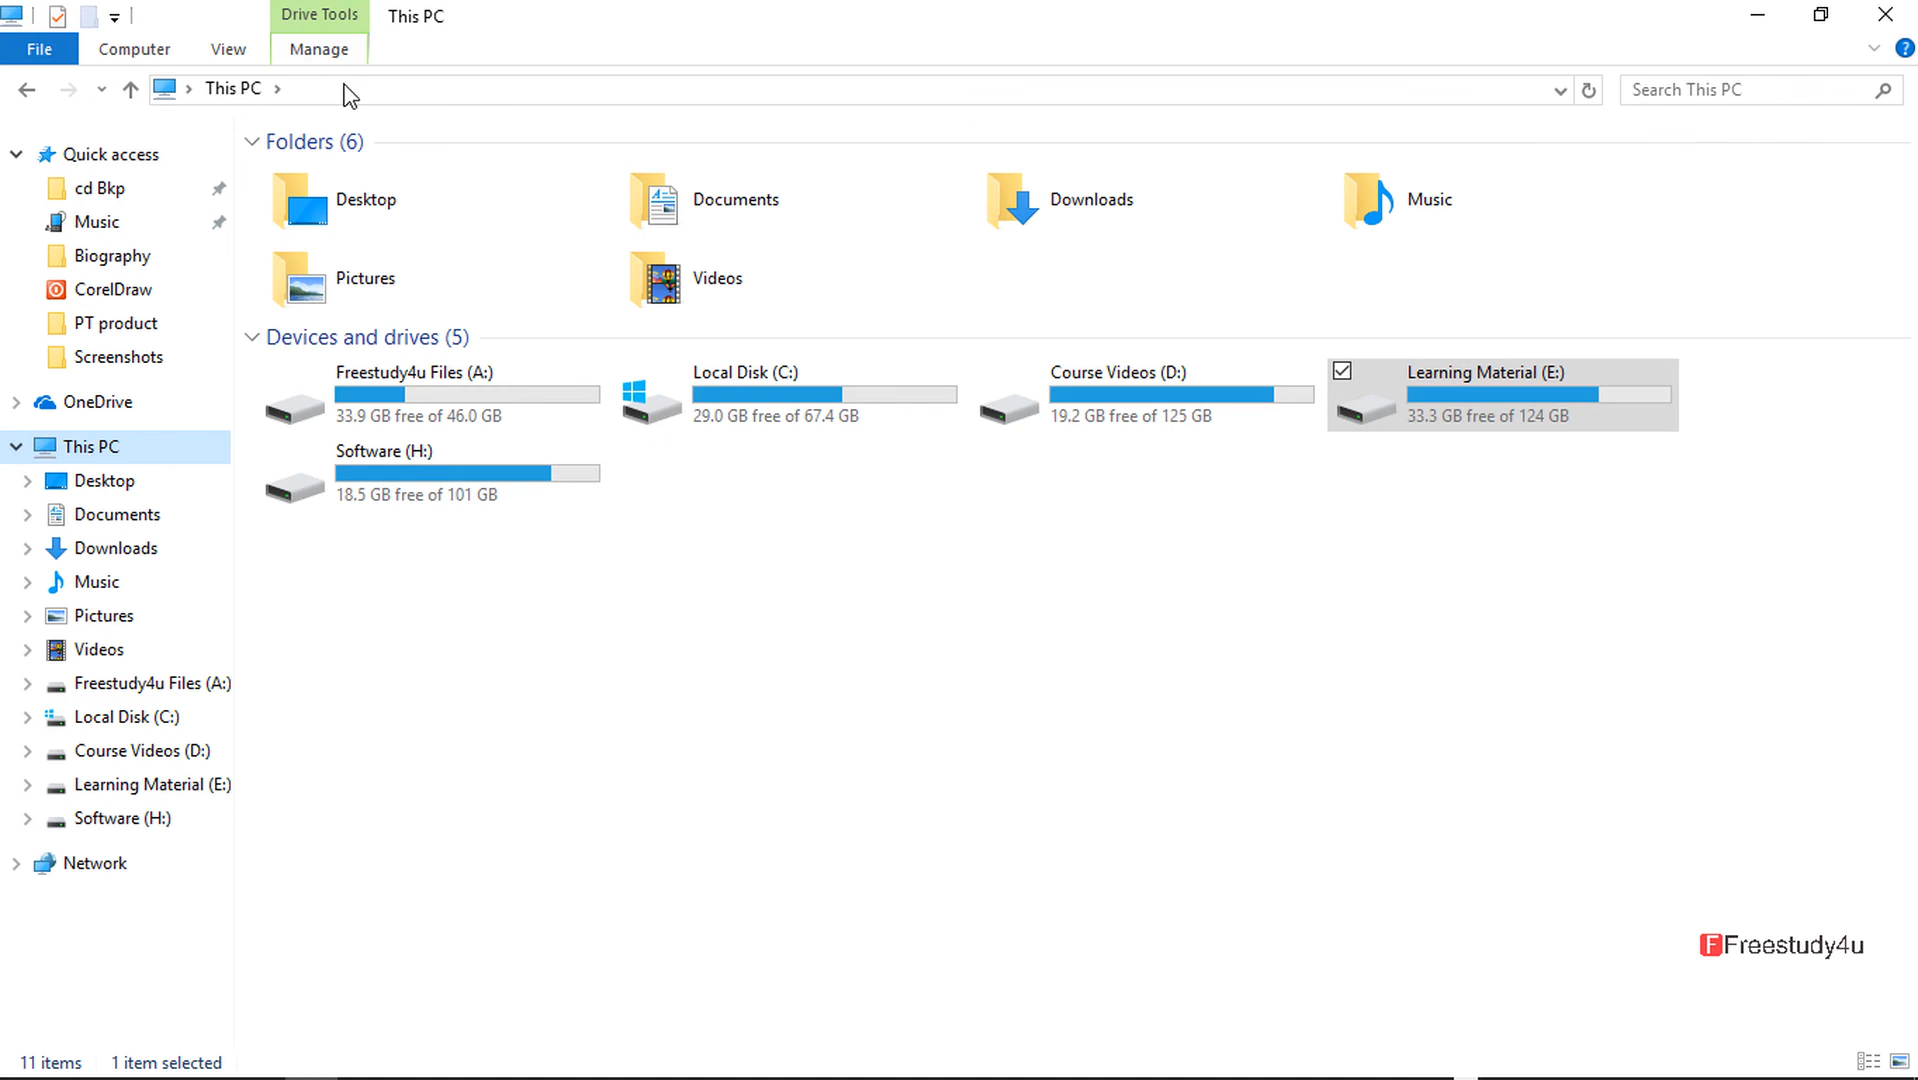 Drive Tools
This PC
File
Computer
View
Manage
This PC
Search This PC
Quick access
cd Bkp
Music
Biography
CorelDraw
PT product
Screenshots
OneDrive
This PC
Desktop
Documents
Downloads
Music
Pictures
Videos
Freestudy4u Files (A:)
Local Disk (C:)
Course Videos (D:)
Learning Material (E:)
Software (H:)
Network
Folders (6)
Desktop
Documents
Downloads
Music
Pictures
Videos
Devices and drives (5)
Freestudy4u Files (A:)
33.9 GB free of 46.0 GB
Local Disk (C:)
29.0 GB free of 67.4 GB
Course Videos (D:)
19.2 GB free of 125 GB
Learning Material (E:)
33.3 GB free of 124 GB
Software (H:)
18.5 GB free of 101 GB
F Freestudy4u
11 items
1 item selected